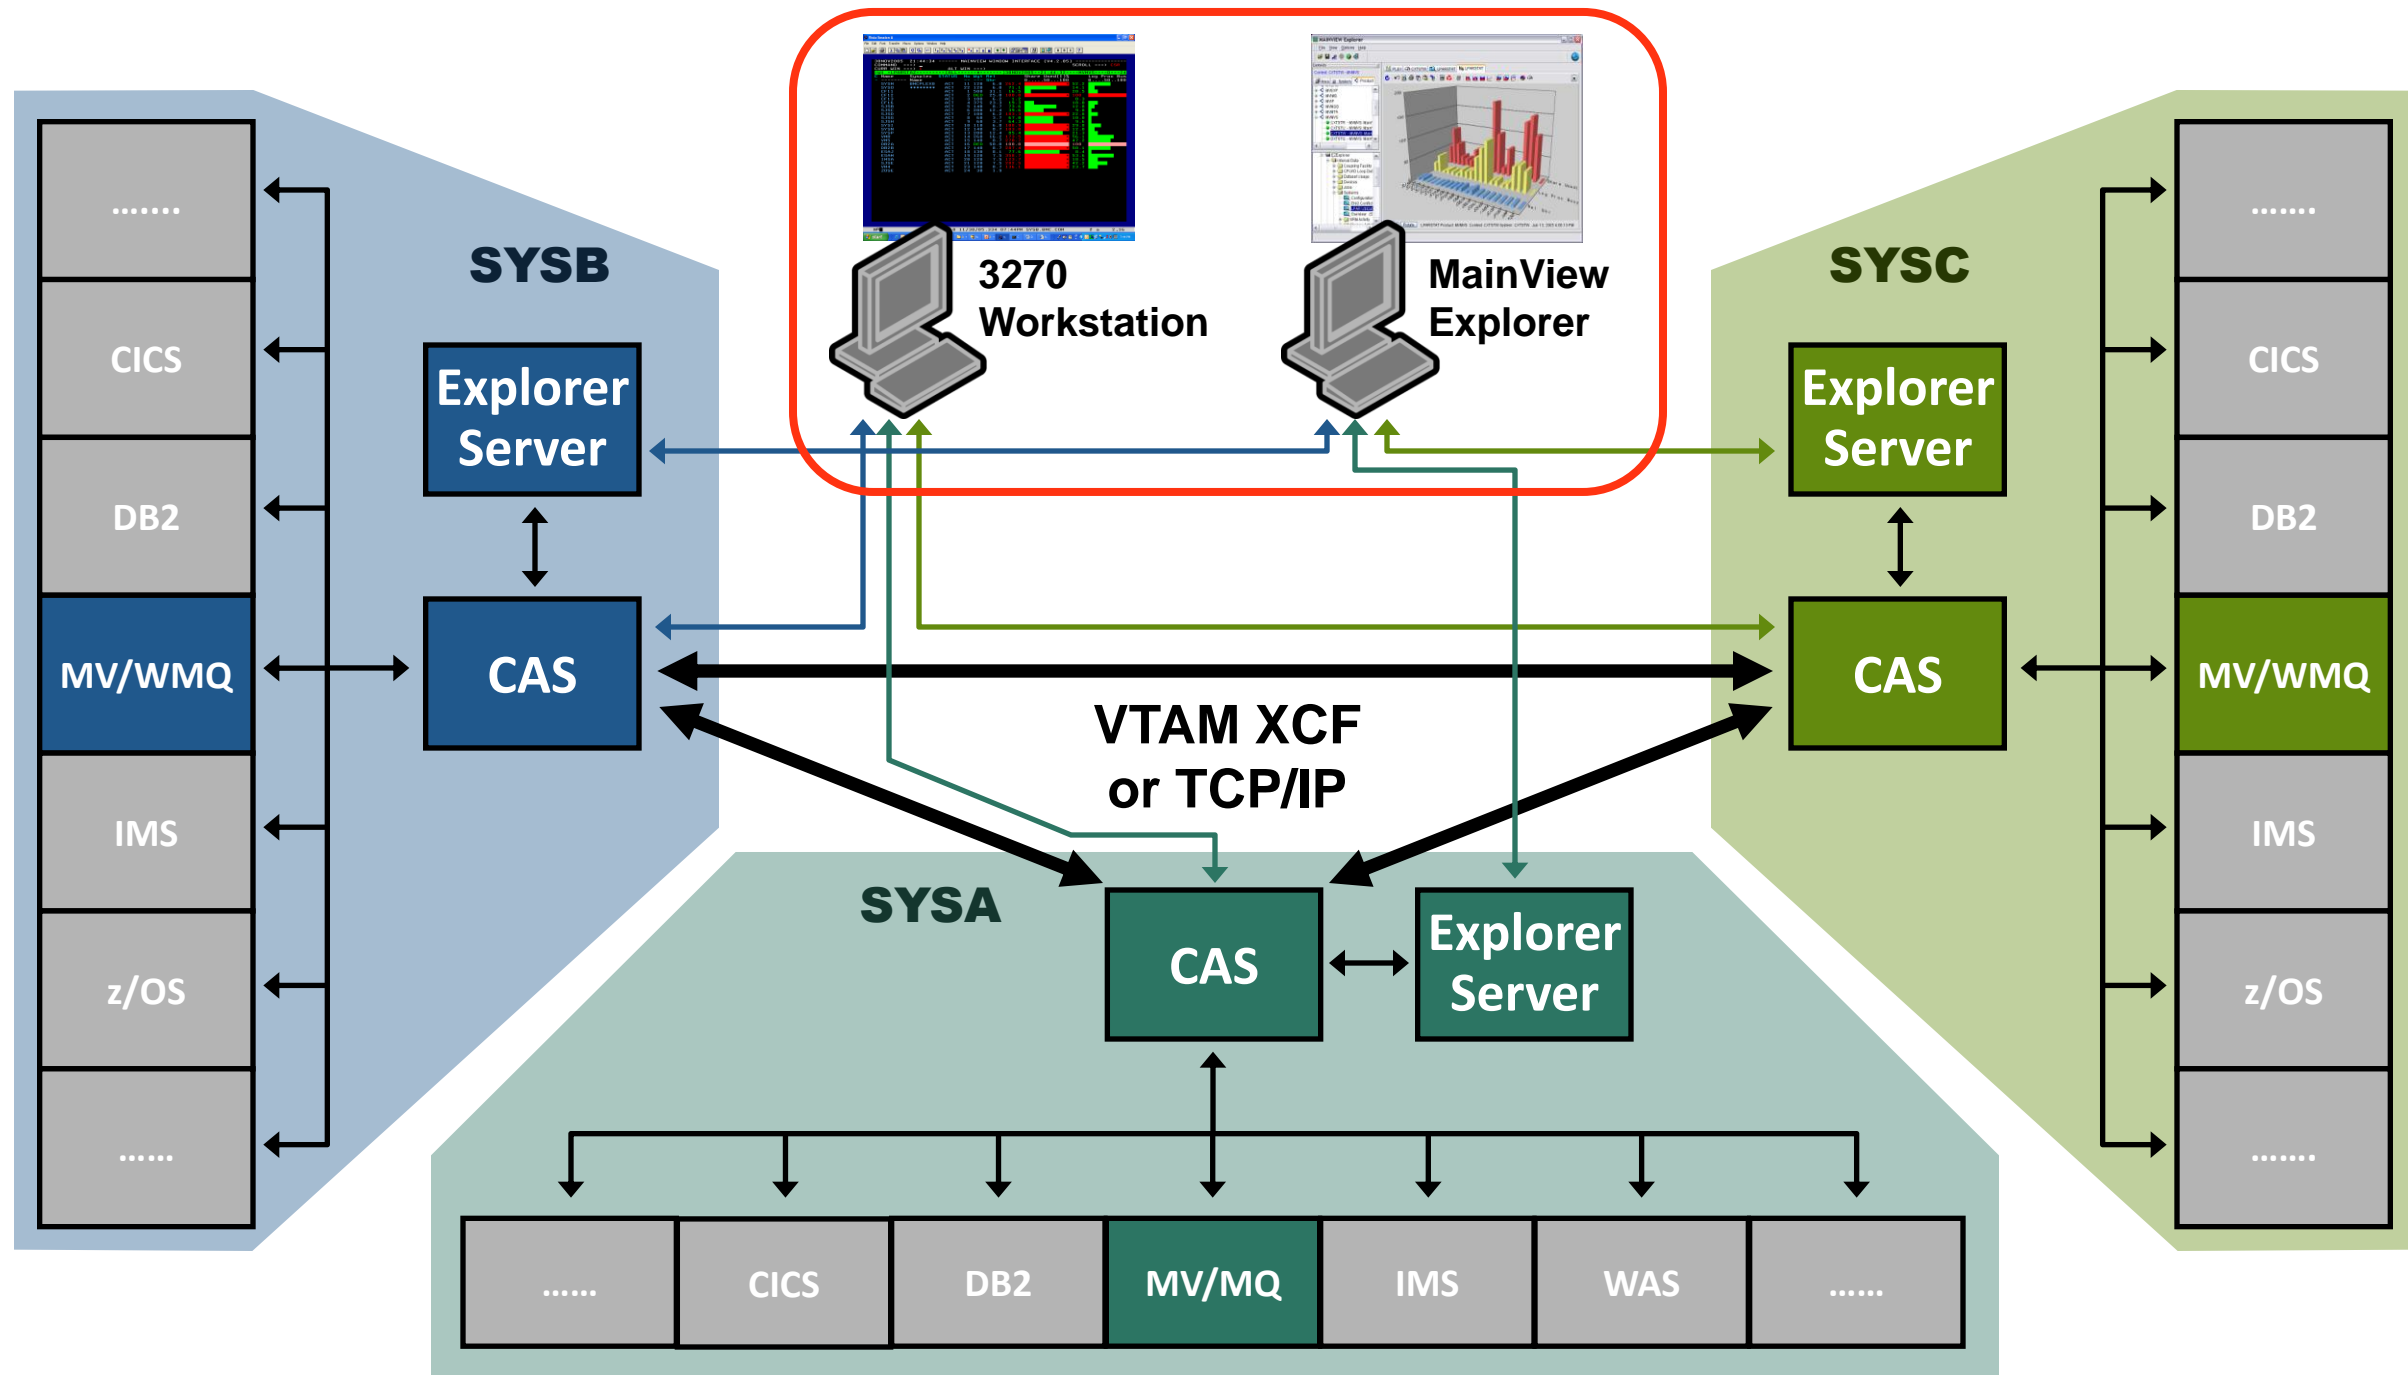 3270
Workstation
MainView
Explorer
SYSB
SYSC
.......
CICS
DB2
MV/WMQ
IMS
z/OS
......
Explorer
Server
CAS
Explorer
Server
CAS
.......
CICS
DB2
MV/WMQ
IMS
z/OS
.......
VTAM XCF
or TCP/IP
SYSA
CAS
Explorer
Server
......
CICS
DB2
MV/MQ
IMS
WAS
......